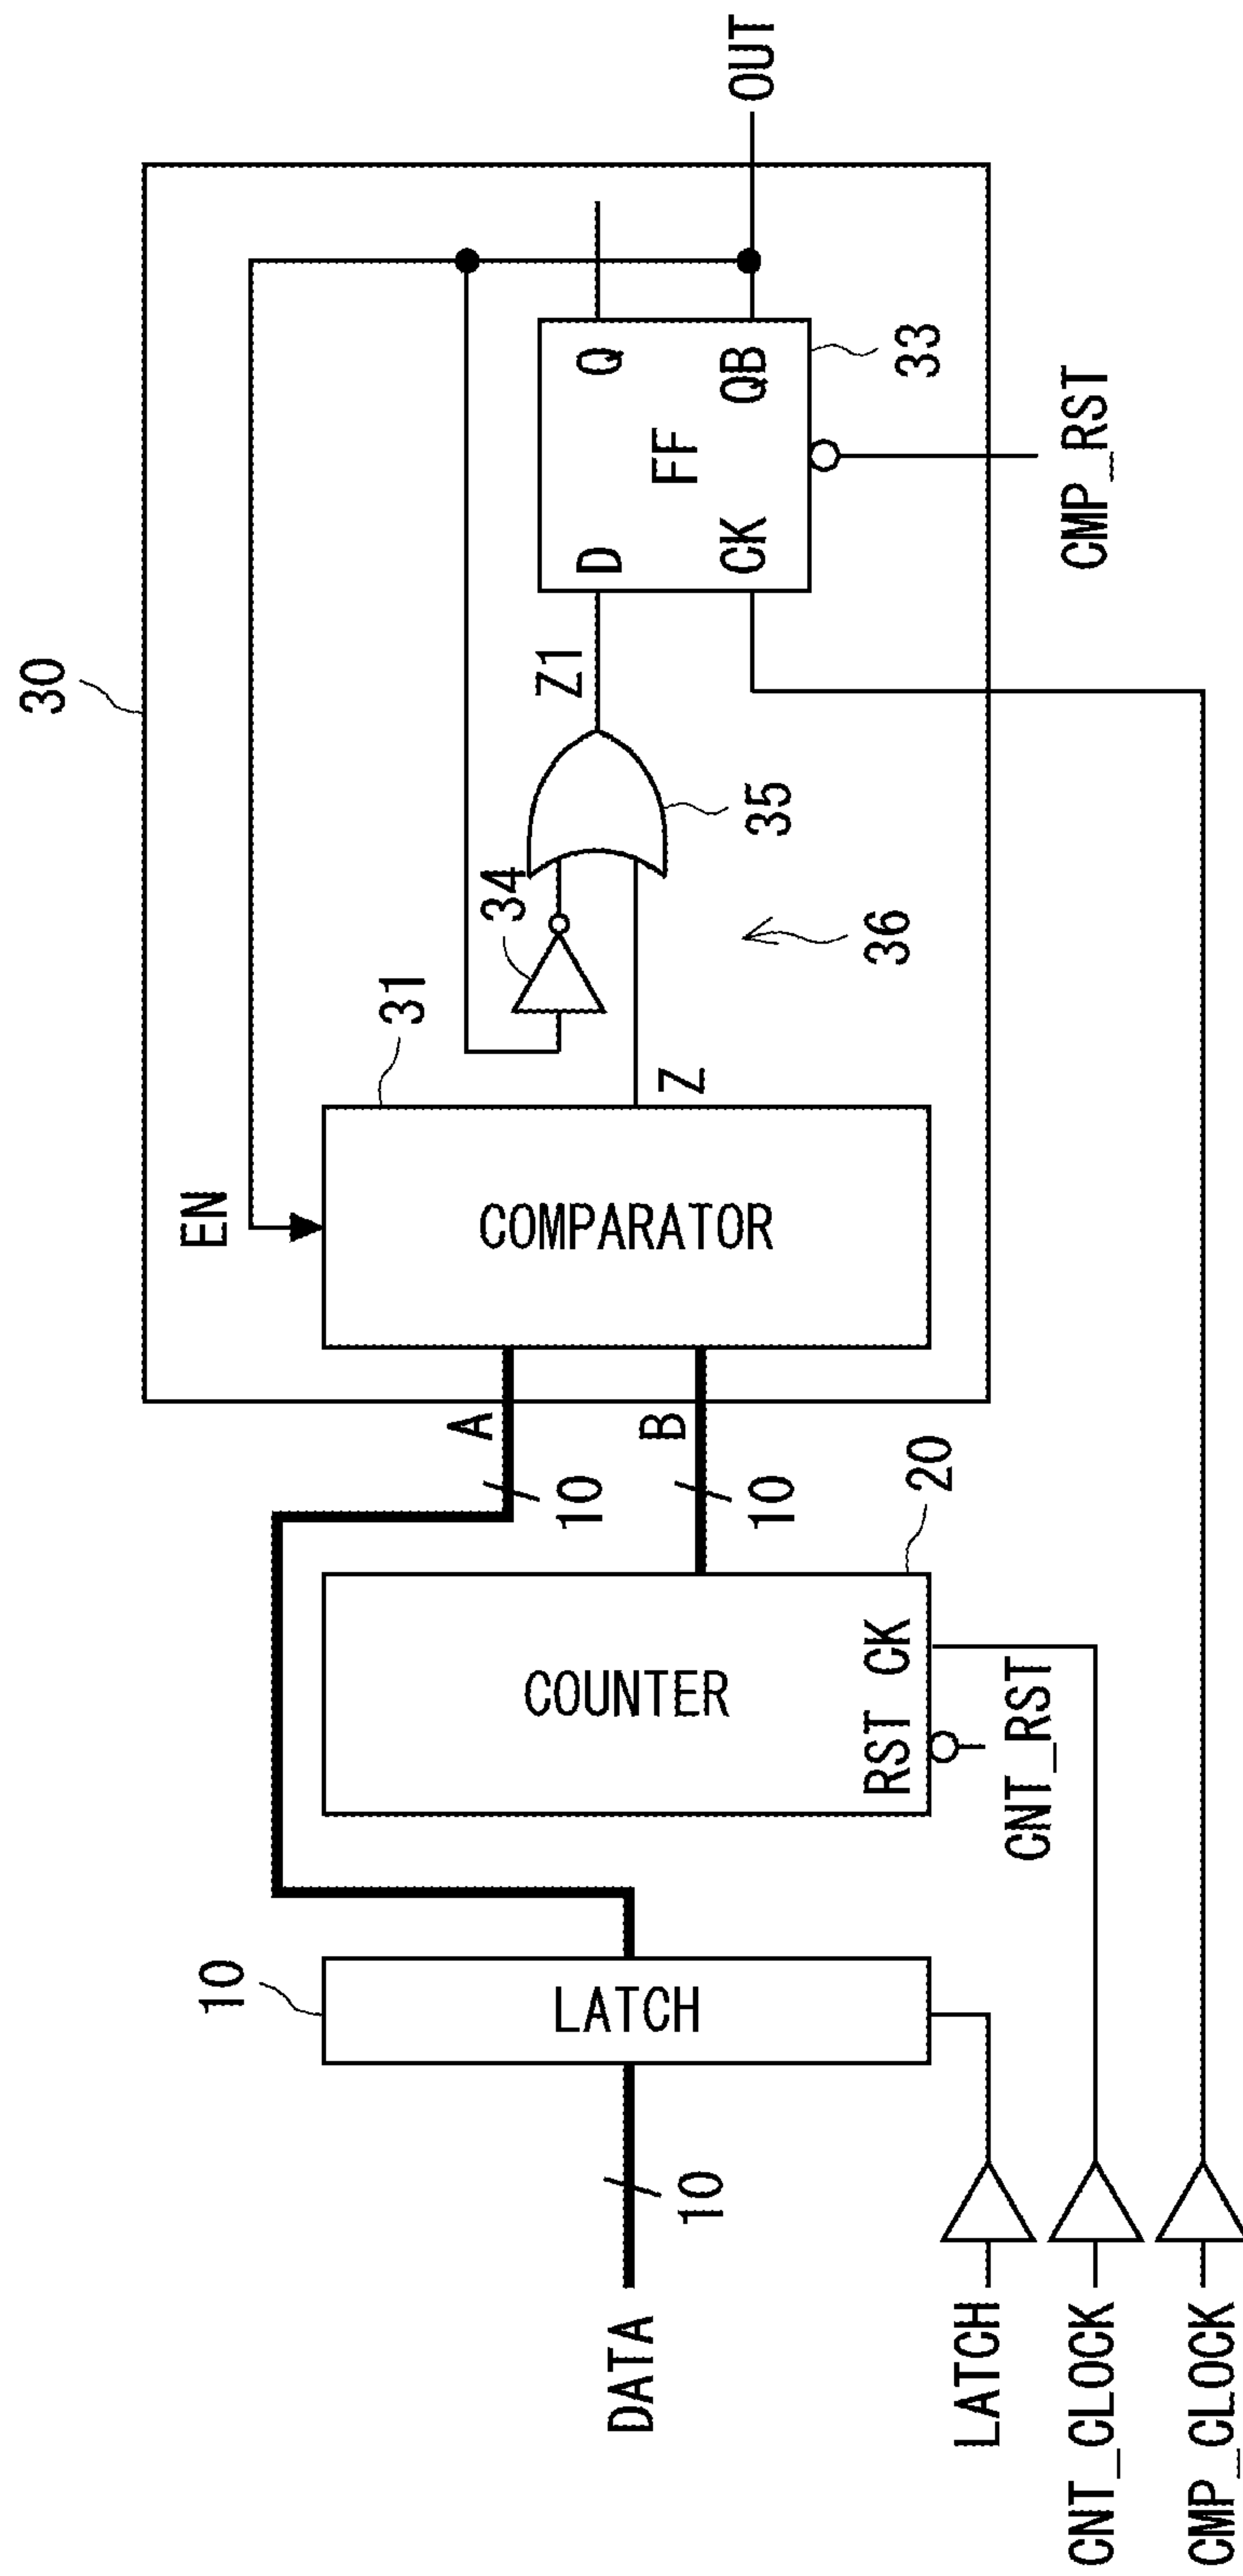 30
EN
31
34
Z1
Z
35
36
COMPARATOR
D
Q
FF
CK
QB
33
OUT
CMP_RST
A
10
B
10
COUNTER
RST CK
20
CNT_RST
10
LATCH
DATA
10
LATCH
CNT_CLOCK
CMP_CLOCK